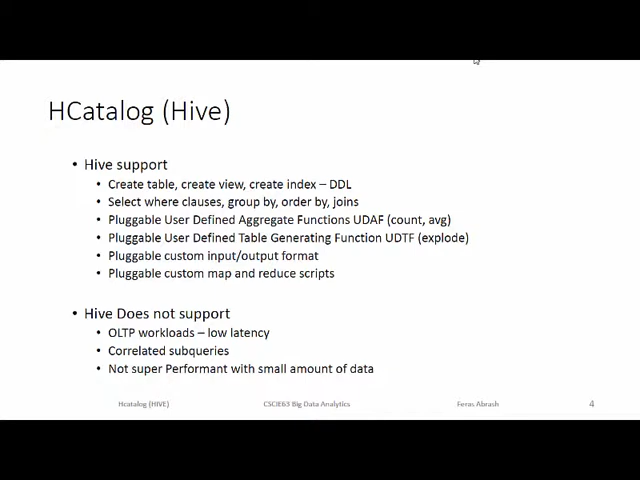 HCatalog (Hive)
• Hive support
• Create table, create view, create index – DDL
• Select where clauses, group by, order by, joins
• Pluggable User Defined Aggregate Functions UDAF (count, avg)
• Pluggable User Defined Table Generating Function UDTF (explode)
• Pluggable custom input/output format
• Pluggable custom map and reduce scripts
• Hive Does not support
• OLTP workloads – low latency
• Correlated subqueries
• Not super Performant with small amount of data
Hcatalog (HIVE) CSCIE63 Big Data Analytics Feras Abrash 4